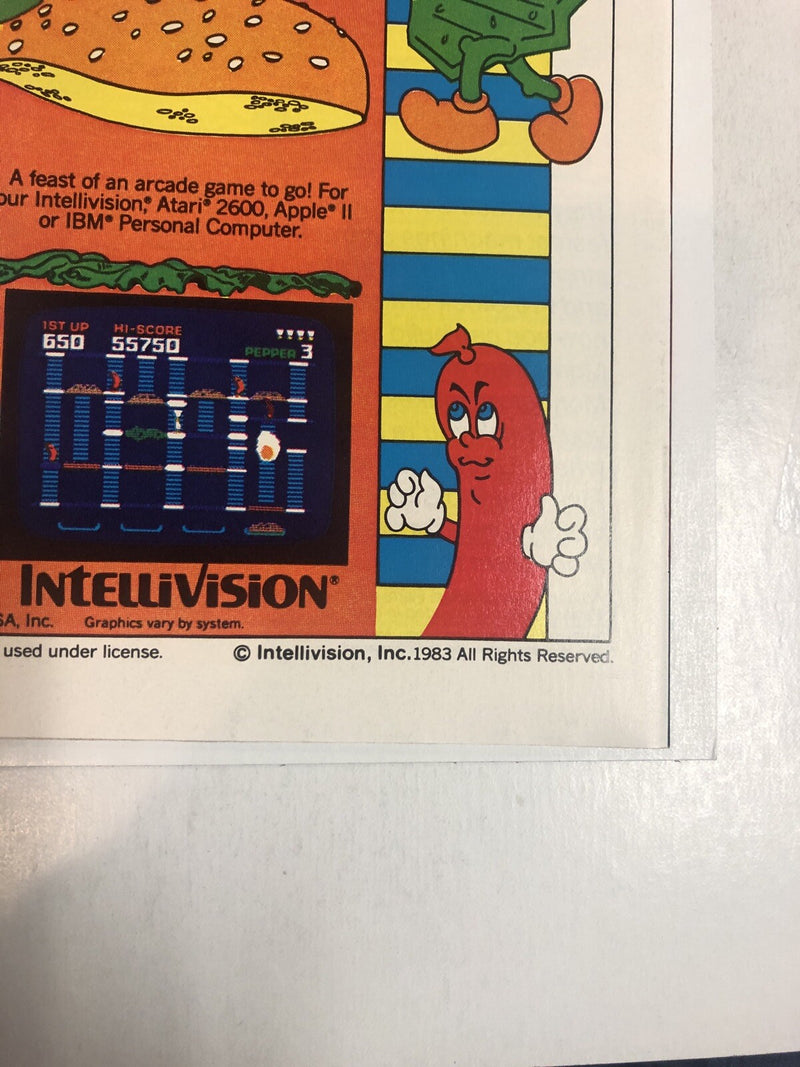 A feast of an arcade game to go! For
our Intellivision,® Atari® 2600, Apple® II
or IBM® Personal Computer.
1ST UP HI-SCORE
650 55750
PEPPER 3
INTELLIVISION®
SA, Inc. Graphics vary by system.
used under license. © Intellivision, Inc. 1983 All Rights Reserved.